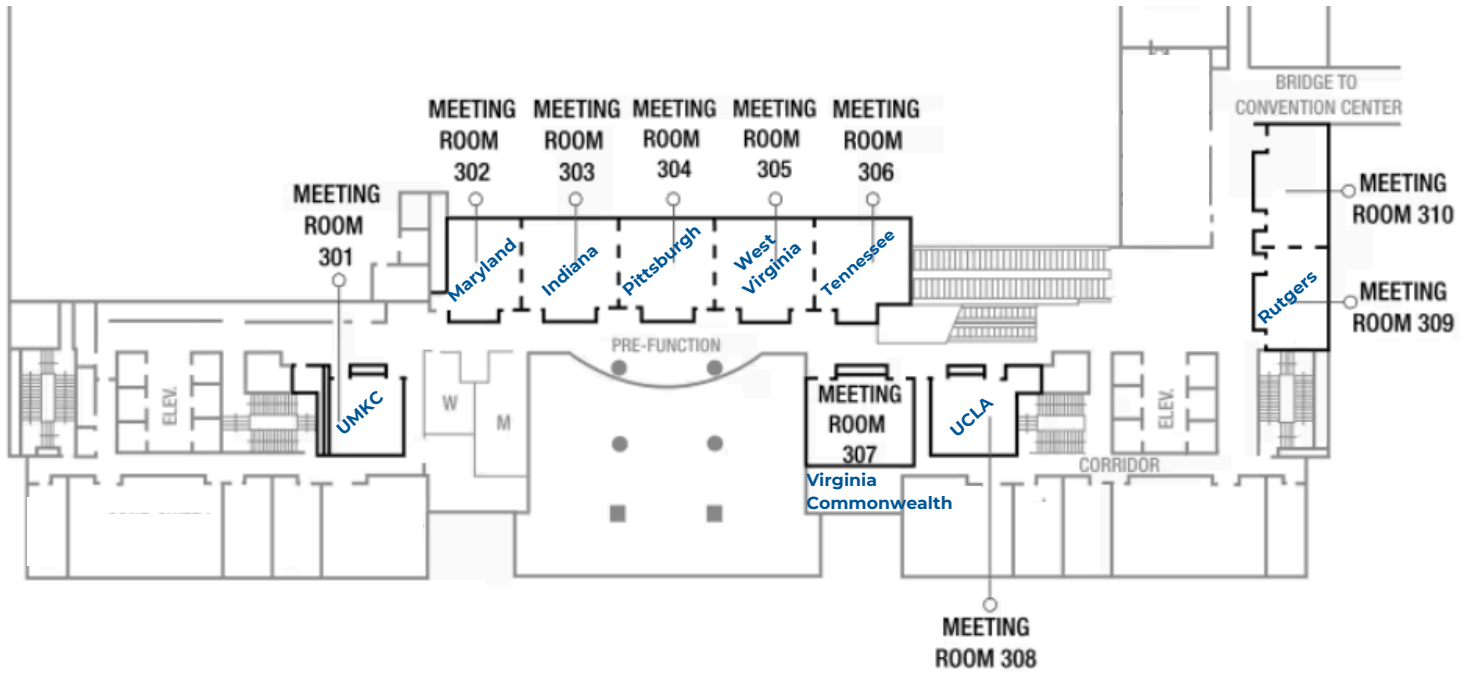 BRIDGE TO
CONVENTION CENTER
MEETING
ROOM
302
MEETING
ROOM
303
MEETING
ROOM
304
MEETING
ROOM
305
MEETING
ROOM
306
MEETING
ROOM
301
MEETING
ROOM 310
Maryland
Indiana
Pittsburgh
West
Virginia
Tennessee
Rutgers
MEETING
ROOM 309
PRE-FUNCTION
ELEV.
UMKC
W
M
MEETING
ROOM
307
Virginia
Commonwealth
UCLA
ELEV.
CORRIDOR
MEETING
ROOM 308